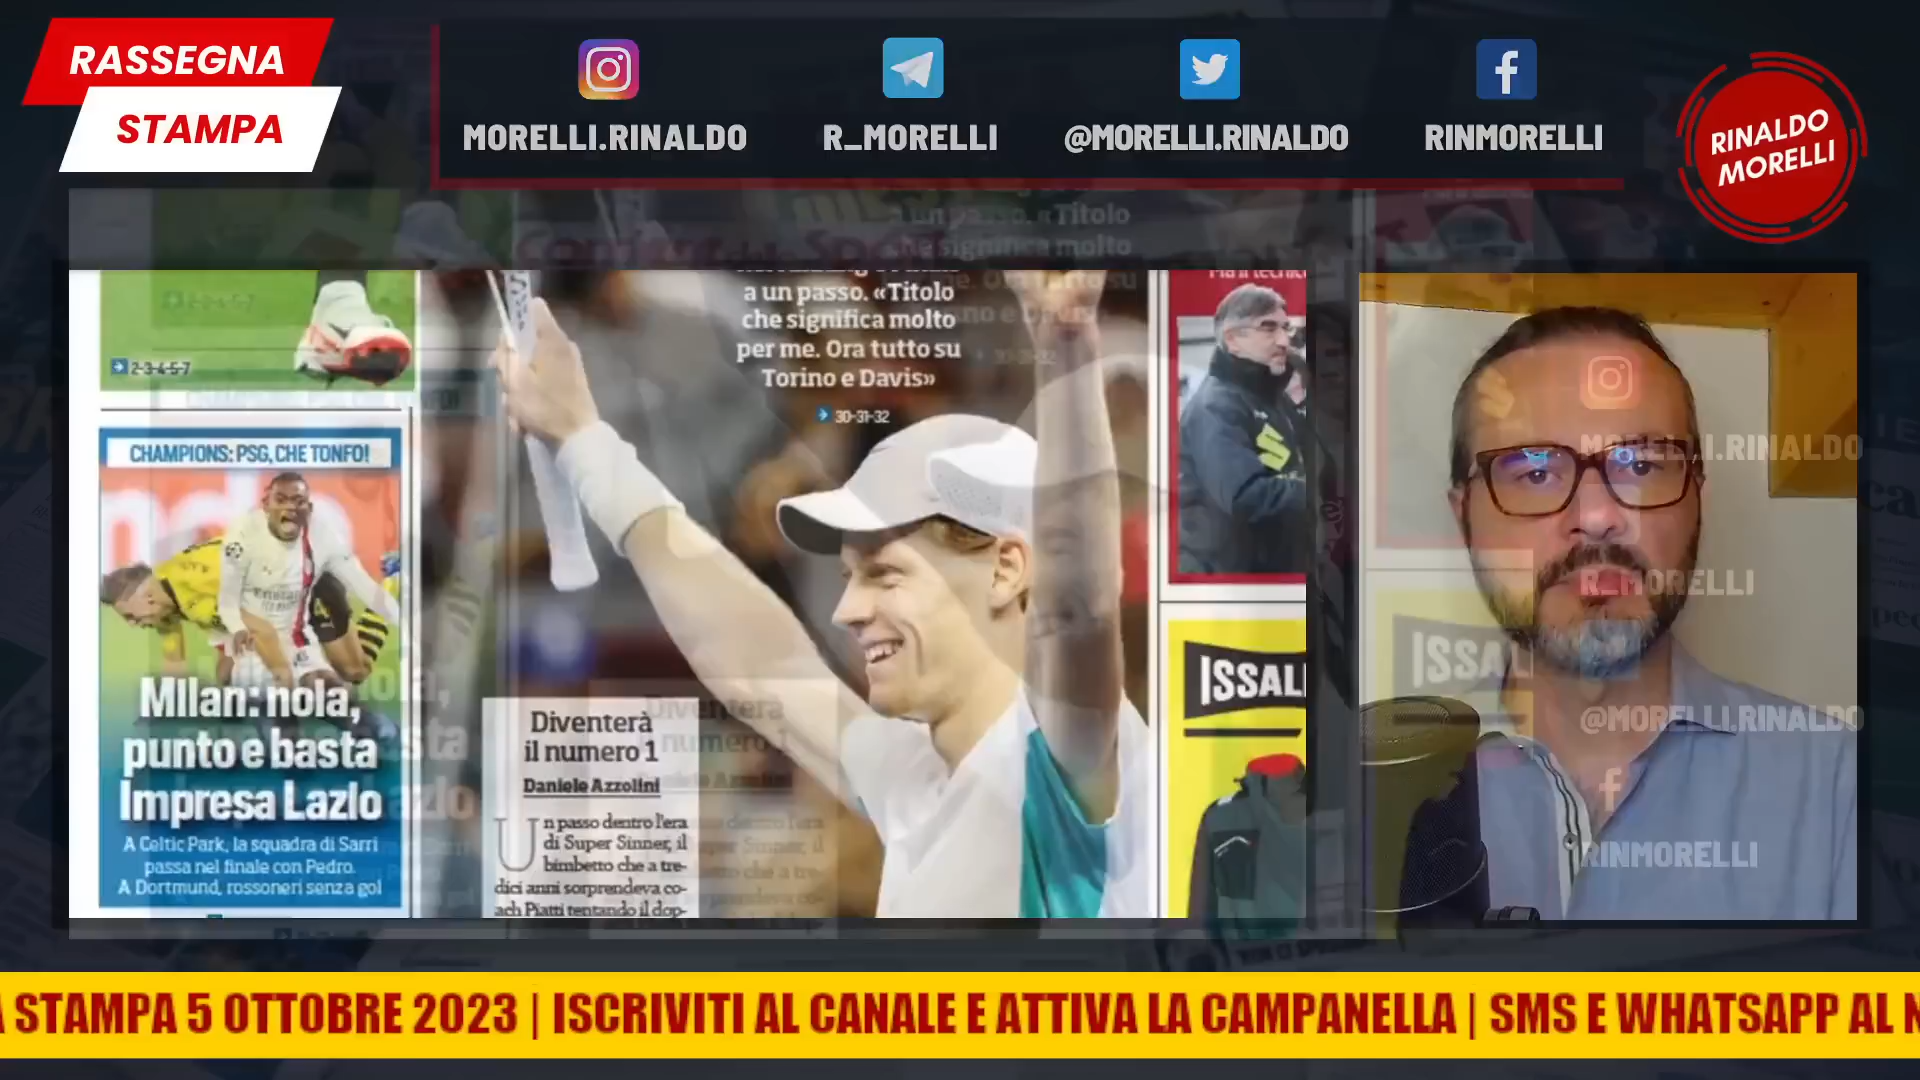 RASSEGNA
STAMPA
MORELLI.RINALDO
R_MORELLI
@MORELLI.RINALDO
RINMORELLI
RINALDO
MORELLI
a un passo. «Titolo
che significa molto
per me. Ora tutto su
Torino e Davis»
30-31-32
2-3-4-5-7
CHAMPIONS: PSG, CHE TONFO!
MIlan: nola,
punto e basta
Impresa Lazio
A Celtic Park, la squadra di Sarri
passa nel finale con Pedro.
A Dortmund, rossoneri senza gol
Diventerà
il numero 1
Daniele Azzolini
Un passo dentro l'era
di Super Sinner, il
bimbetto che a tre-
dici anni sorprendeva co-
ach Piatti tentando il dop-
ISSAL
MORELLI.RINALDO
R_MORELLI
@MORELLI.RINALDO
RINMORELLI
STAMPA 5 OTTOBRE 2023 | ISCRIVITI AL CANALE E ATTIVA LA CAMPANELLA | SMS E WHATSAPP AL